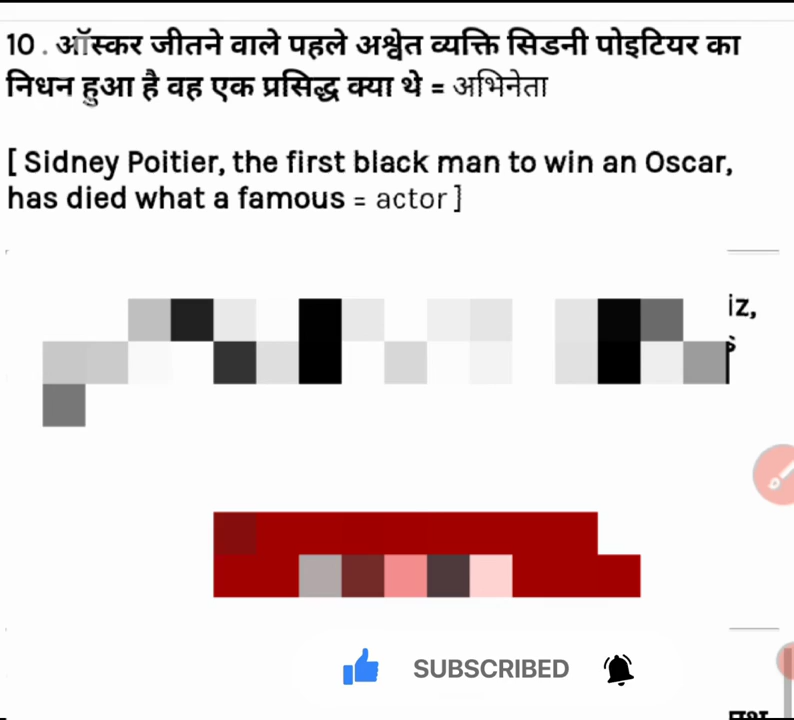 10 . ऑस्कर जीतने वाले पहले अश्वेत व्यक्ति सिडनी पोइटियर का
निधन हुआ है वह एक प्रसिद्ध क्या थे = अभिनेता
[ Sidney Poitier, the first black man to win an Oscar,
has died what a famous = actor ]
iz,
SUBSCRIBED